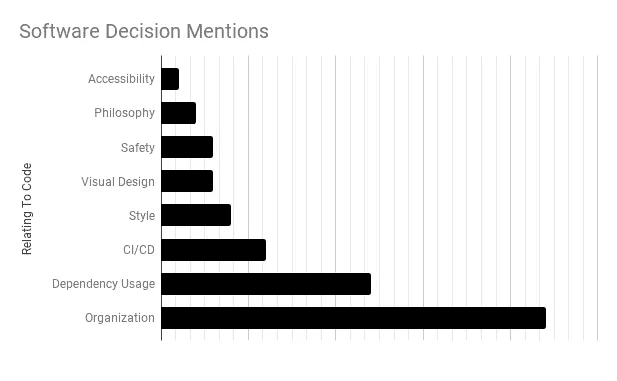 Software Decision Mentions
Relating To Code
Accessibility
Philosophy
Safety
Visual Design
Style
CI/CD
Dependency Usage
Organization